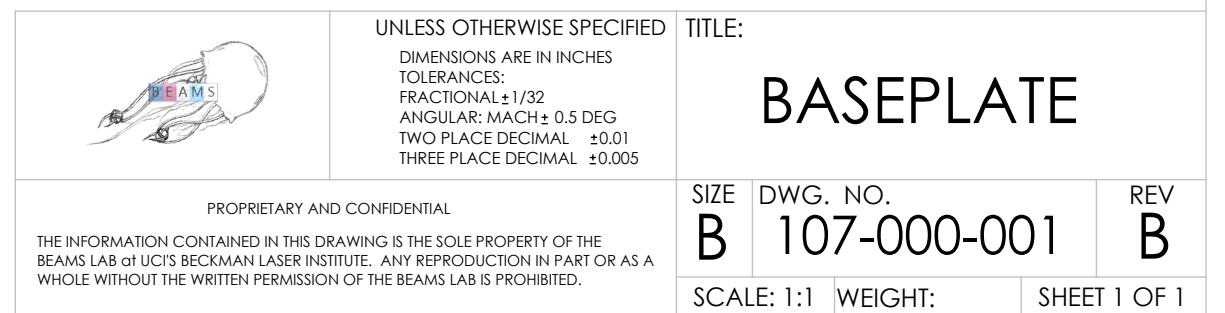 BEAMS
UNLESS OTHERWISE SPECIFIED
DIMENSIONS ARE IN INCHES
TOLERANCES:
FRACTIONAL ±1/32
ANGULAR: MACH± 0.5 DEG
TWO PLACE DECIMAL ±0.01
THREE PLACE DECIMAL ±0.005
TITLE:
BASEPLATE
PROPRIETARY AND CONFIDENTIAL
THE INFORMATION CONTAINED IN THIS DRAWING IS THE SOLE PROPERTY OF THE
BEAMS LAB at UCI'S BECKMAN LASER INSTITUTE. ANY REPRODUCTION IN PART OR AS A
WHOLE WITHOUT THE WRITTEN PERMISSION OF THE BEAMS LAB IS PROHIBITED.
SIZE
B
DWG. NO.
107-000-001
REV
B
SCALE: 1:1
WEIGHT:
SHEET 1 OF 1